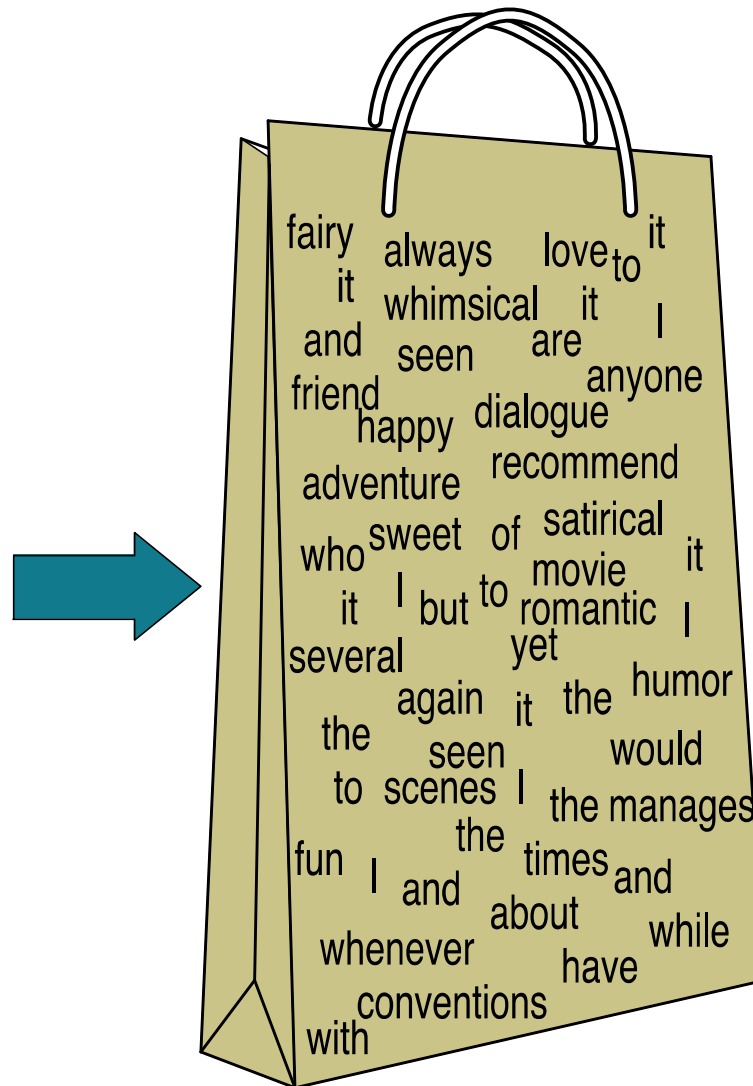 fairy always love to it
it whimsical it I
and seen are anyone
friend happy dialogue
adventure recommend
who sweet of satirical it
it I but to romantic movie I
several yet humor
again it the
the seen would
to scenes I the manages
fun I and the times and
about while
whenever have
conventions
with